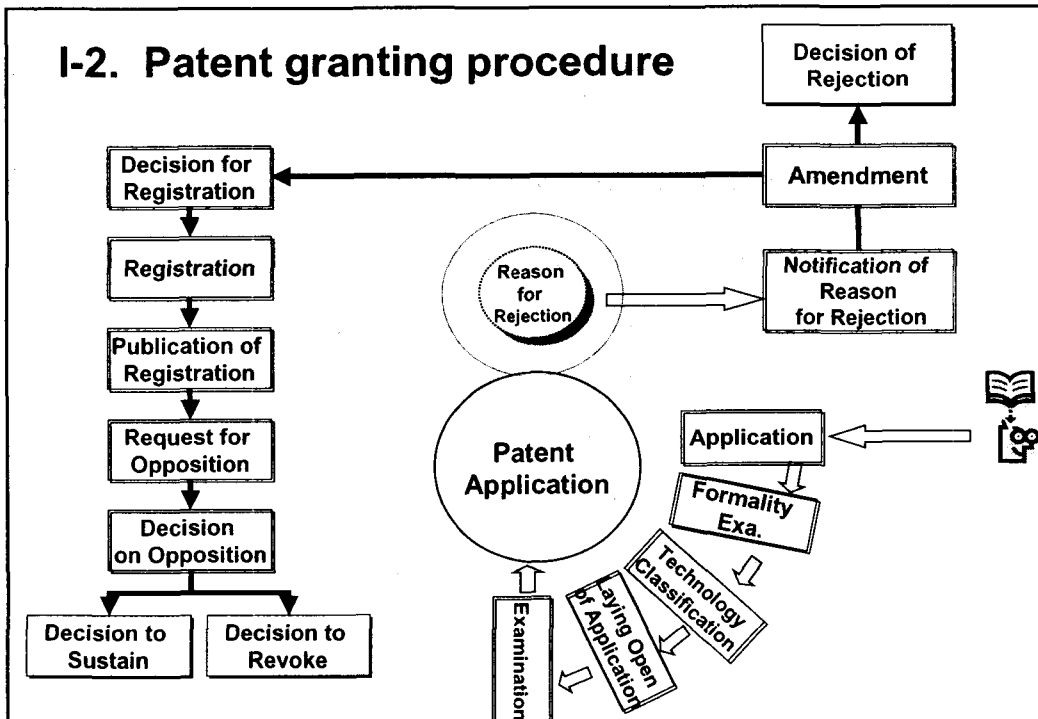 I-2. Patent granting procedure
Decision of
Rejection
Decision for
Registration
Amendment
Registration
Reason
for
Rejection
Notification of
Reason
for Rejection
Publication of
Registration
Request for
Opposition
Patent
Application
Application
Formality
Exa.
Decision
on Opposition
Technology
Classification
Laying Open
of Application
Examination
Decision to
Sustain
Decision to
Revoke